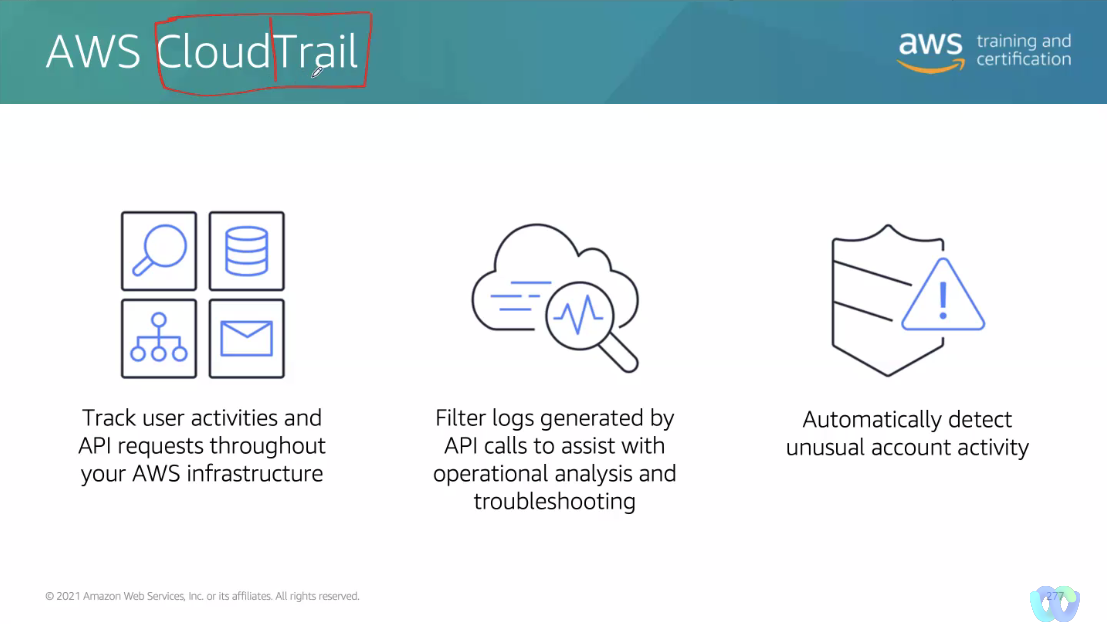 AWS CloudTrail
aws training and
certification
Track user activities and
API requests throughout
your AWS infrastructure
Filter logs generated by
API calls to assist with
operational analysis and
troubleshooting
Automatically detect
unusual account activity
© 2021 Amazon Web Services, Inc. or its affiliates. All rights reserved.
277